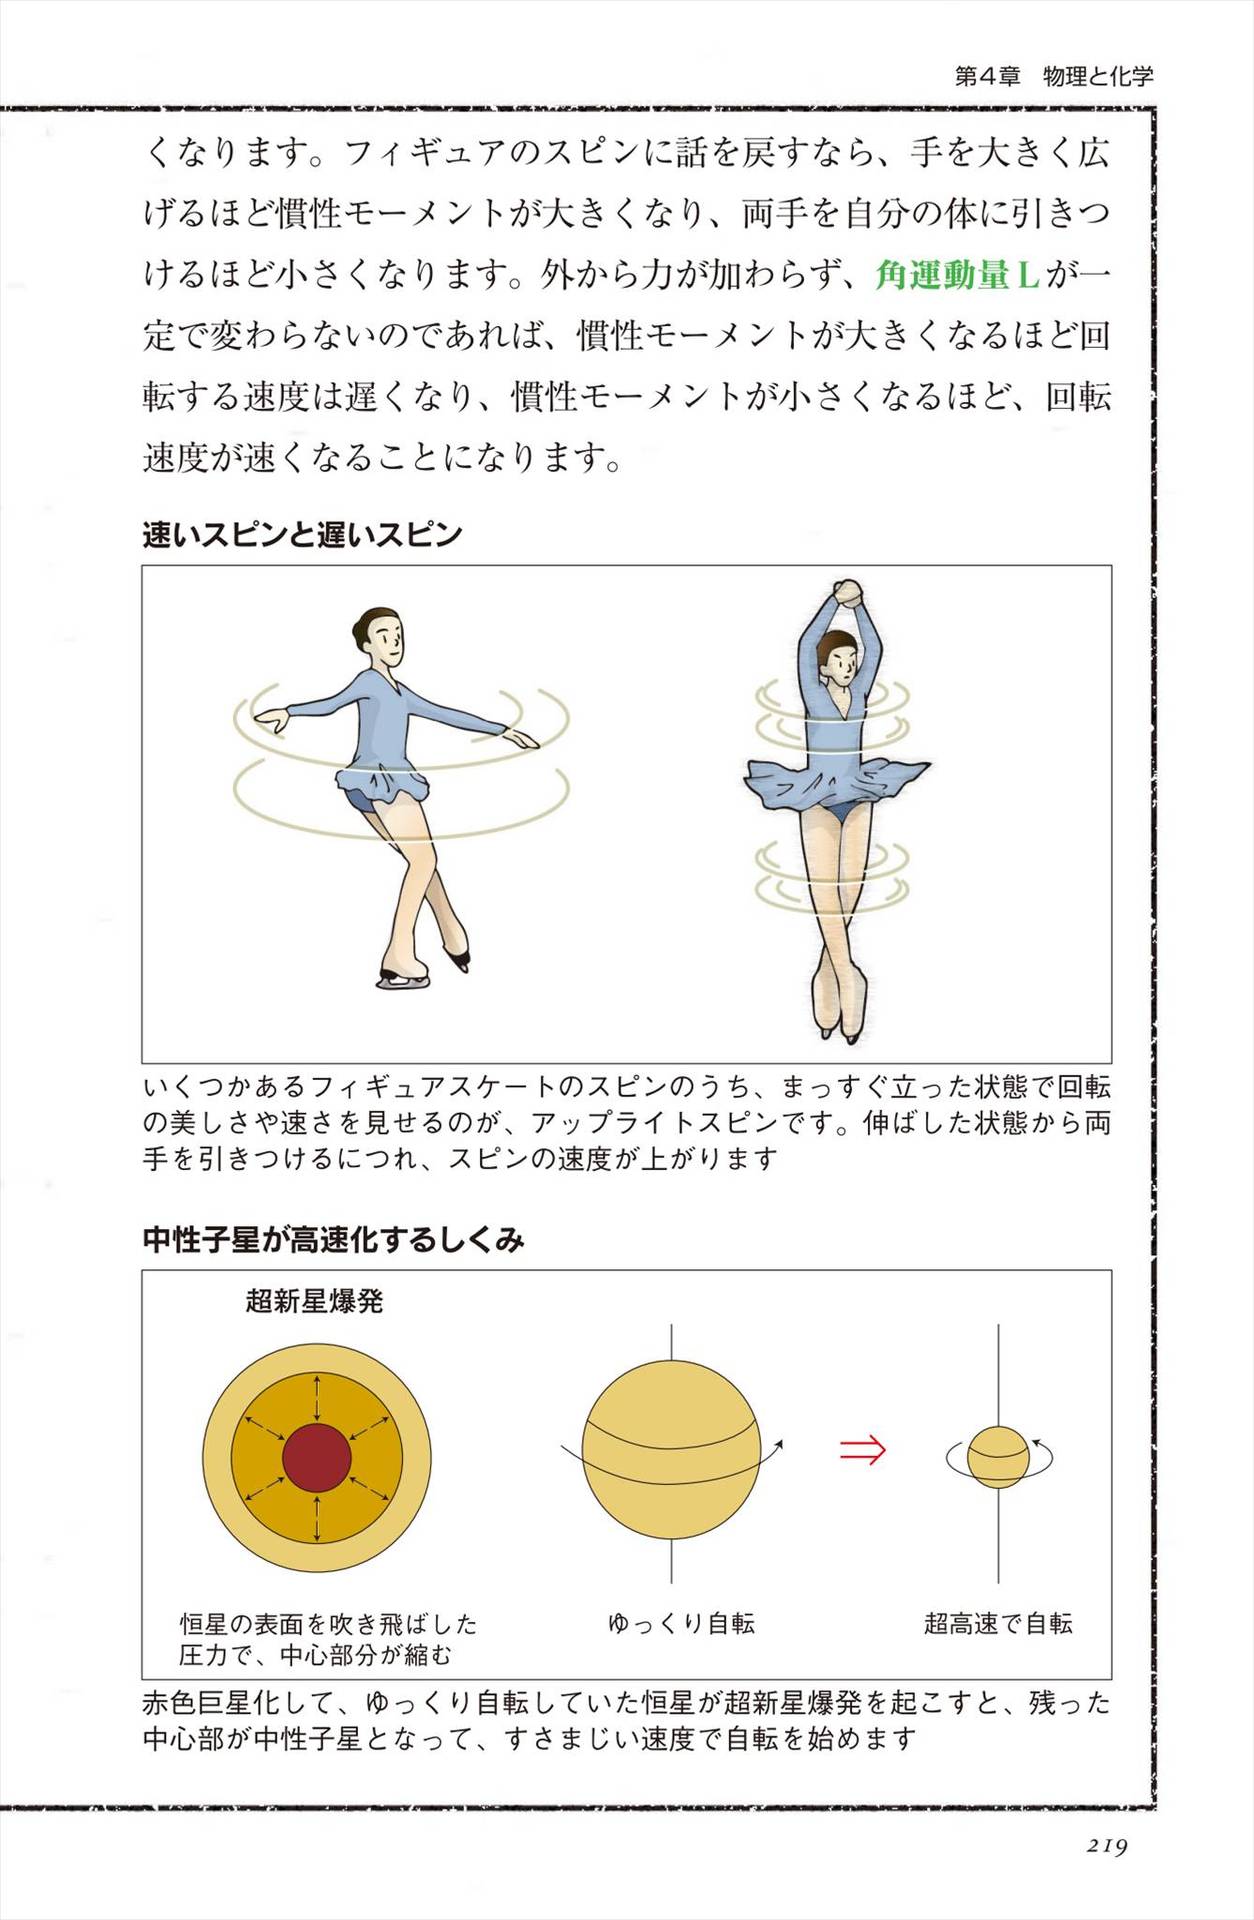 第4章 物理と化学
くなります。フィギュアのスピンに話を戻すなら、手を大きく広
げるほど慣性モーメントが大きくなり、両手を自分の体に引きつ
けるほど小さくなります。外から力が加わらず、角運動量Lが一
定で変わらないのであれば、慣性モーメントが大きくなるほど回
転する速度は遅くなり、慣性モーメントが小さくなるほど、回転
速度が速くなることになります。
速いスピンと遅いスピン
いくつかあるフィギュアスケートのスピンのうち、まっすぐ立った状態で回転
の美しさや速さを見せるのが、アップライトスピンです。伸ばした状態から両
手を引きつけるにつれ、スピンの速度が上がります
中性子星が高速化するしくみ
超新星爆発
恒星の表面を吹き飛ばした
圧力で、中心部分が縮む
ゆっくり自転
超高速で自転
赤色巨星化して、ゆっくり自転していた恒星が超新星爆発を起こすと、残った
中心部が中性子星となって、すさまじい速度で自転を始めます
219